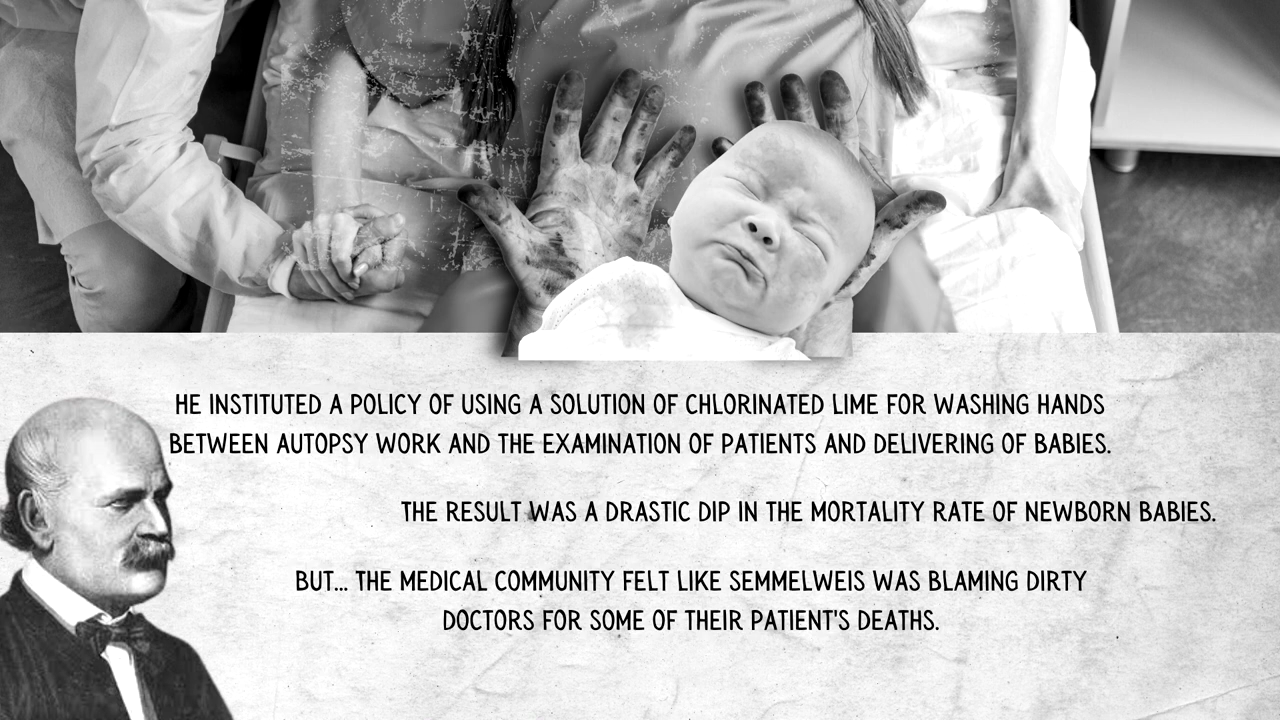 HE INSTITUTED A POLICY OF USING A SOLUTION OF CHLORINATED LIME FOR WASHING HANDS
BETWEEN AUTOPSY WORK AND THE EXAMINATION OF PATIENTS AND DELIVERING OF BABIES.
THE RESULT WAS A DRASTIC DIP IN THE MORTALITY RATE OF NEWBORN BABIES.
BUT... THE MEDICAL COMMUNITY FELT LIKE SEMMELWEIS WAS BLAMING DIRTY
DOCTORS FOR SOME OF THEIR PATIENT'S DEATHS.